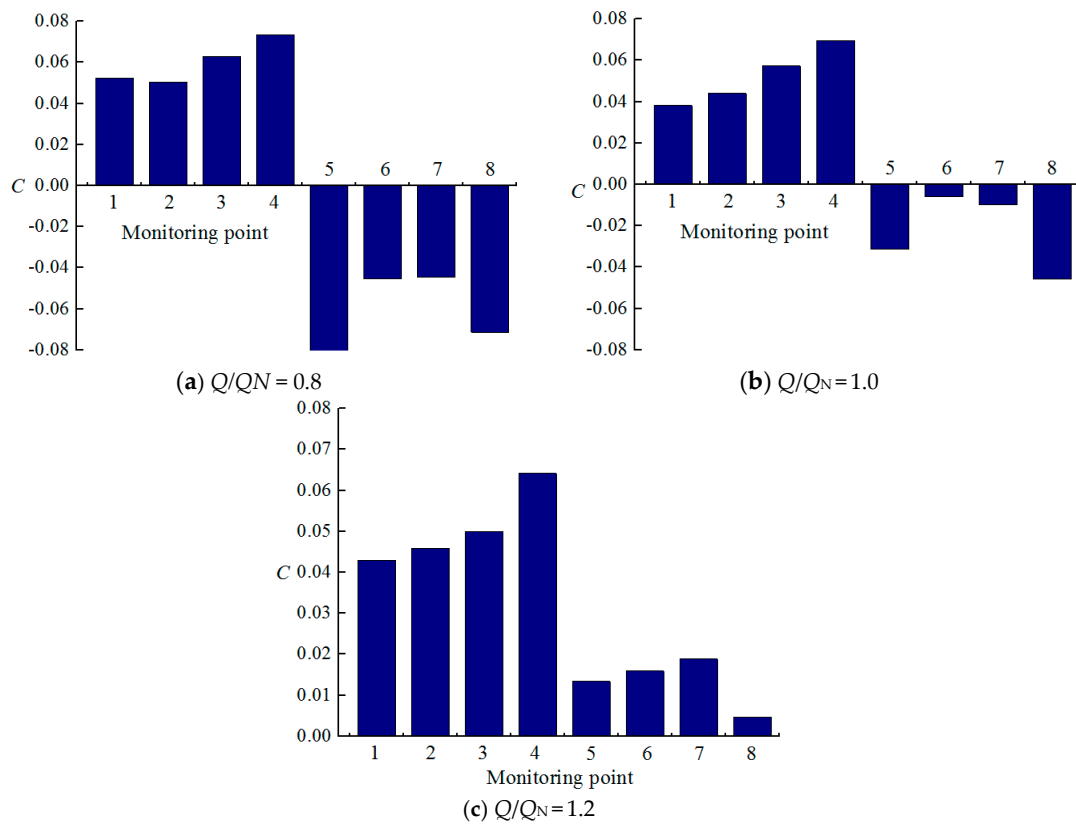 0.08
0.06
0.04
0.02
C 0.00
-0.02
-0.04
-0.06
-0.08
5 6 7 8
1 2 3 4
Monitoring point
(a) Q/QN = 0.8
0.08
0.06
0.04
0.02
C 0.00
-0.02
-0.04
-0.06
-0.08
5 6 7 8
1 2 3 4
Monitoring point
(b) Q/QN = 1.0
0.08
0.07
0.06
0.05
C 0.04
0.03
0.02
0.01
0.00
1 2 3 4 5 6 7 8
Monitoring point
(c) Q/QN = 1.2